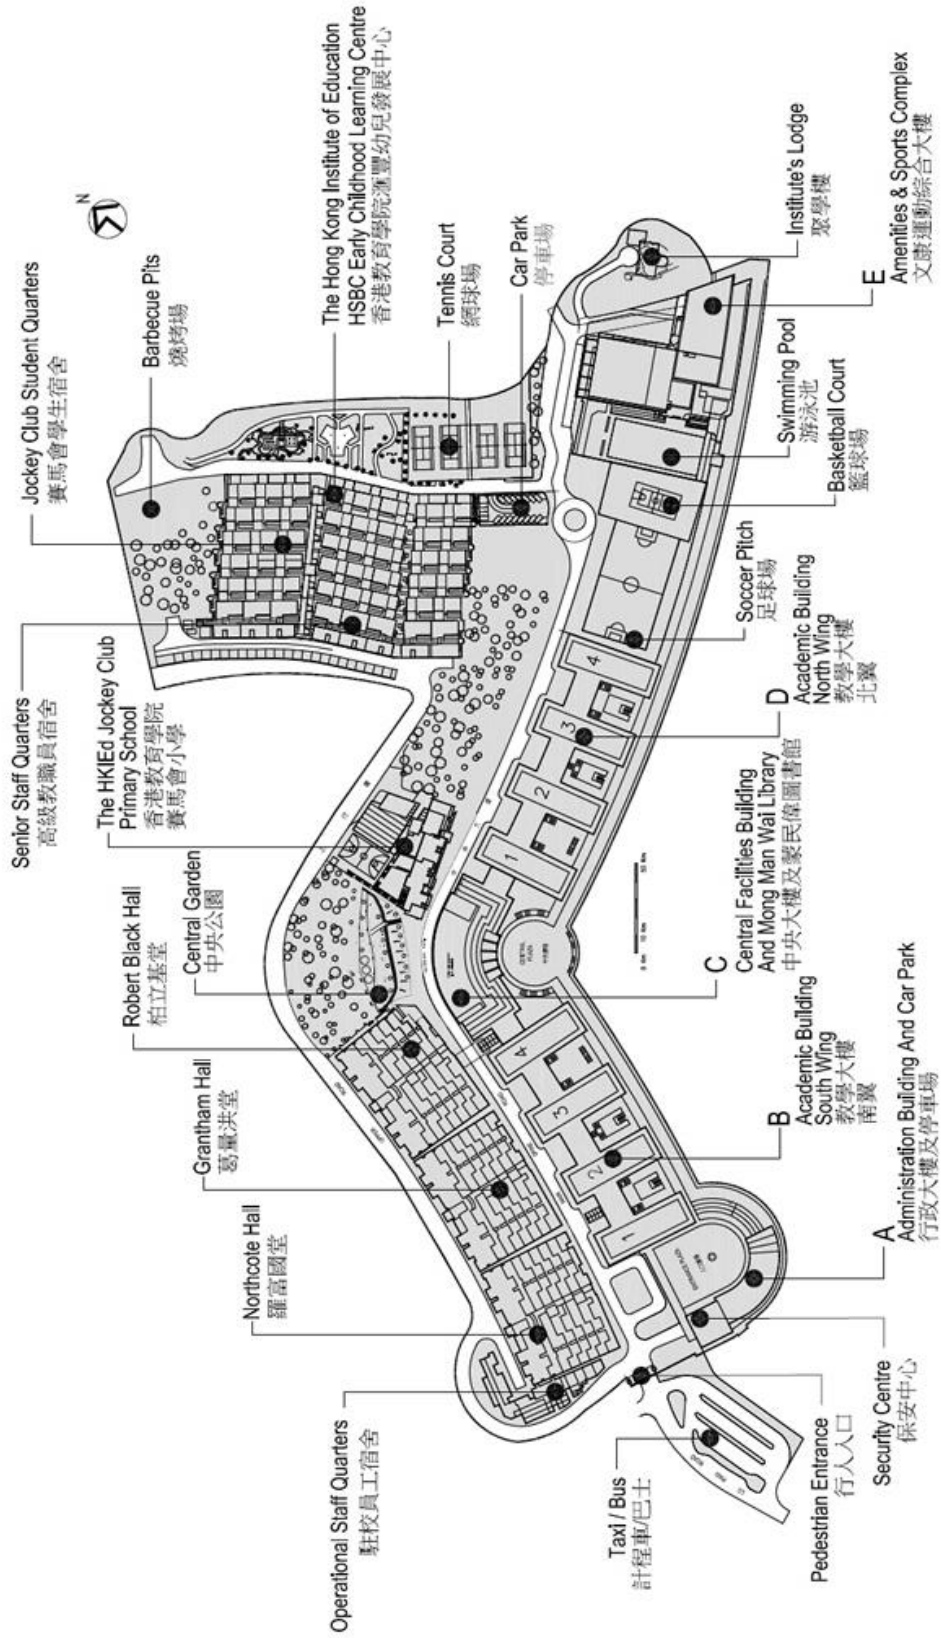 N
Senior Staff Quarters
高級教職員宿舍
Jockey Club Student Quarters
賽馬會學生宿舍
Barbecue Pits
燒烤場
The Hong Kong Institute of Education
HSBC Early Childhood Learning Centre
香港教育學院滙豐幼兒發展中心
Tennis Court
網球場
Car Park
停車場
The HKIEd Jockey Club
Primary School
香港教育學院
賽馬會小學
Central Garden
中央公園
Robert Black Hall
柏立基堂
Grantham Hall
葛量洪堂
Northcote Hall
羅富國堂
Operational Staff Quarters
駐校員工宿舍
Taxi / Bus
計程車/巴士
Pedestrian Entrance
行人入口
Security Centre
保安中心
A
Administration Building And Car Park
行政大樓及停車場
B
Academic Building
South Wing
教學大樓
南翼
C
Central Facilities Building
And Mong Man Wai Library
中央大樓及蒙民偉圖書館
D
Academic Building
North Wing
教學大樓
北翼
Soccer Pitch
足球場
Basketball Court
籃球場
Swimming Pool
游泳池
E
Amenities & Sports Complex
文康運動綜合大樓
Institute's Lodge
聚學樓
1
2
3
4
1
2
3
4
CENTRAL
PLAZA
ENTRANCE PLAZA